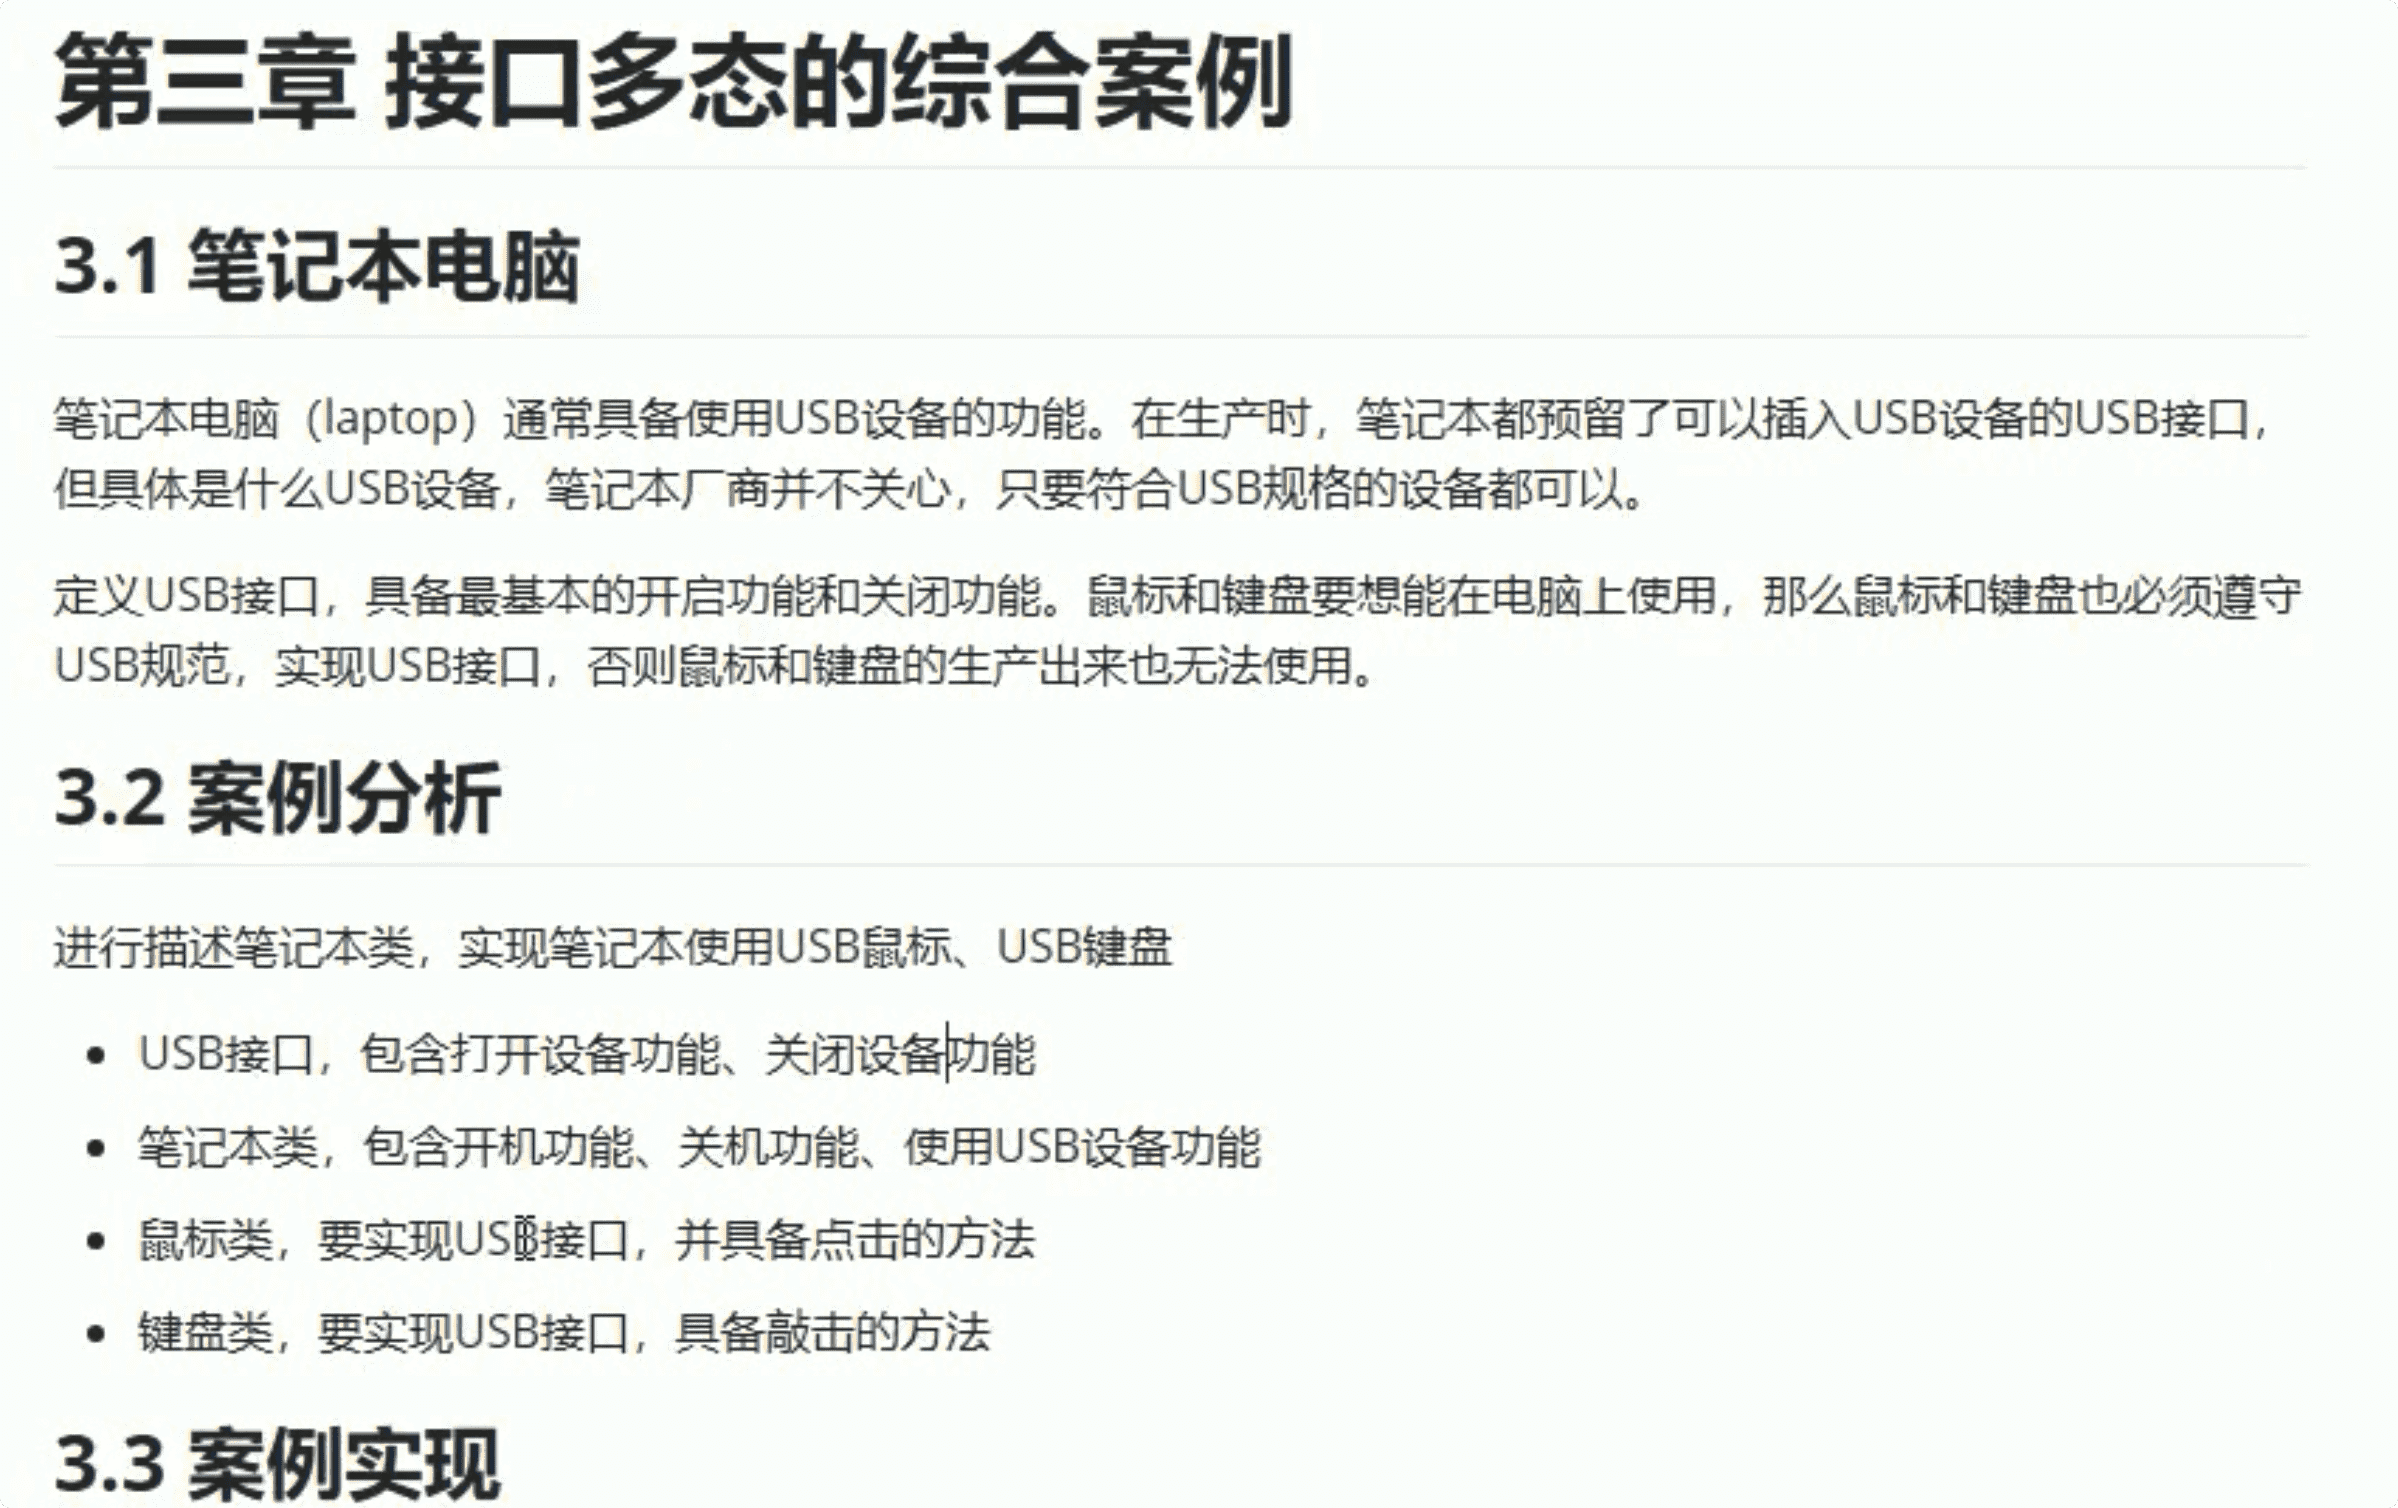 第三章 接口多态的综合案例
3.1 笔记本电脑
笔记本电脑（laptop）通常具备使用USB设备的功能。在生产时，笔记本都预留了可以插入USB设备的USB接口，
但具体是什么USB设备，笔记本厂商并不关心，只要符合USB规格的设备都可以。
定义USB接口，具备最基本的开启功能和关闭功能。鼠标和键盘要想能在电脑上使用，那么鼠标和键盘也必须遵守
USB规范，实现USB接口，否则鼠标和键盘的生产出来也无法使用。
3.2 案例分析
进行描述笔记本类，实现笔记本使用USB鼠标、USB键盘
• USB接口，包含打开设备功能、关闭设备功能
• 笔记本类，包含开机功能、关机功能、使用USB设备功能
• 鼠标类，要实现USB接口，并具备点击的方法
• 键盘类，要实现USB接口，具备敲击的方法
3.3 案例实现